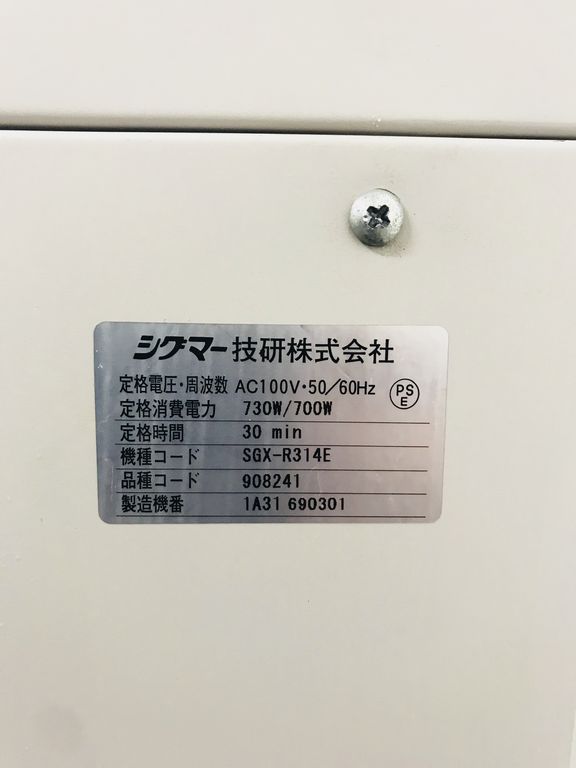 シグマー技研株式会社
定格電圧・周波数 AC100V・50/60Hz
PS
E
定格消費電力 730W/700W
定格時間 30 min
機種コード SGX-R314E
品種コード 908241
製造機番 1A31 690301